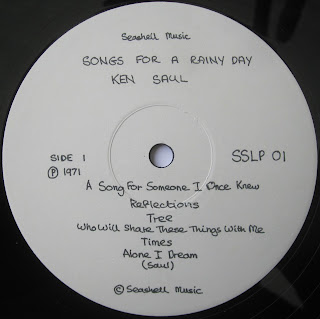 Seashell Music
SONGS FOR A RAINY DAY
KEN SAUL
SIDE 1
SSLP 01
Ⓟ 1971
A Song For Someone I Once Knew
Reflections
Tree
Who Will Share These Things With Me
Times
Alone I Dream
(Saul)
© Seashell Music